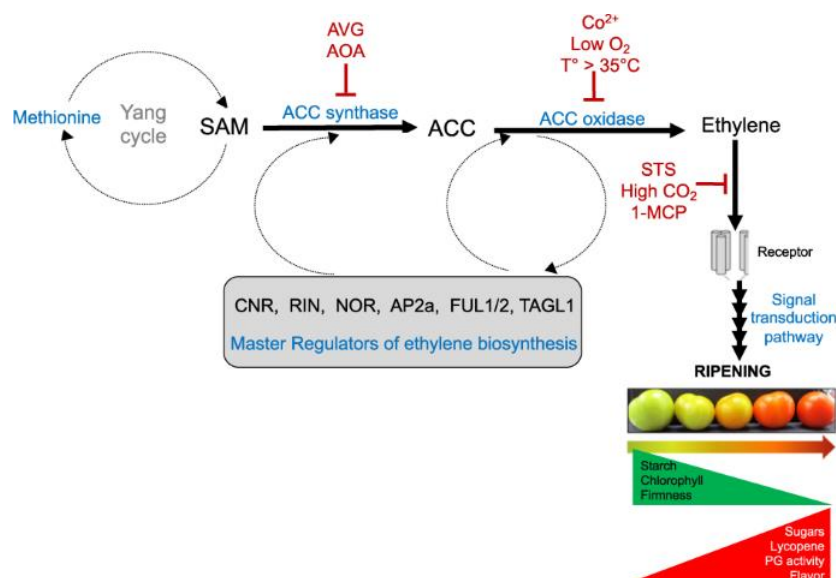 AVG
AOA
Co²⁺
Low O₂
T° > 35°C
Methionine
Yang
cycle
SAM
ACC synthase
ACC
ACC oxidase
Ethylene
STS
High CO₂
1-MCP
Receptor
CNR, RIN, NOR, AP2a, FUL1/2, TAGL1
Master Regulators of ethylene biosynthesis
Signal
transduction
pathway
RIPENING
Starch
Chlorophyll
Firmness
Sugars
Lycopene
PG activity
Flavor